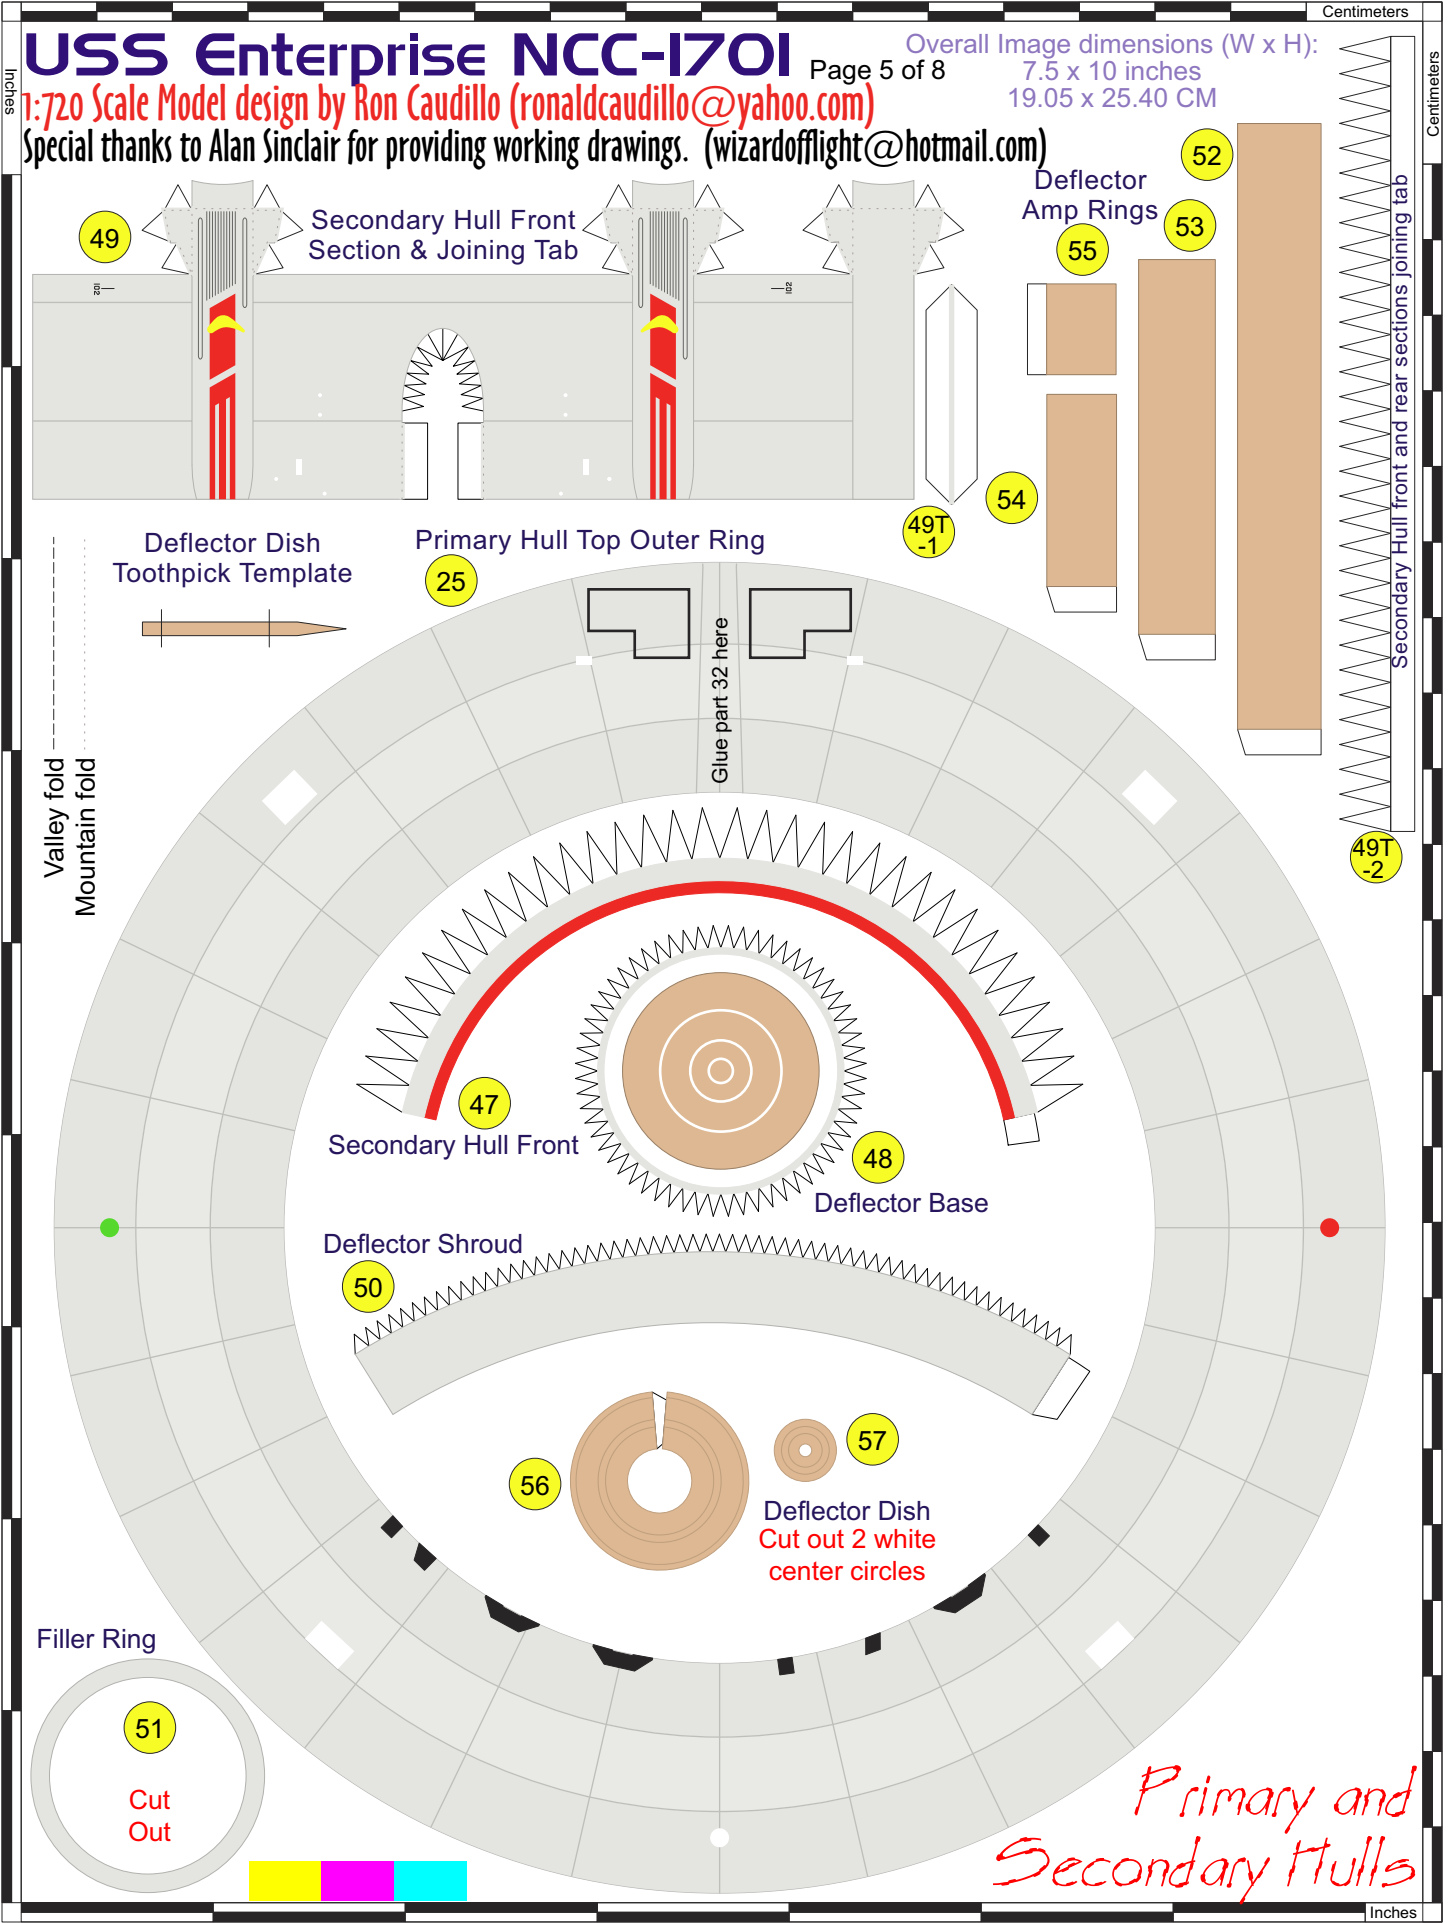 Centimeters
Inches
Centimeters
USS Enterprise NCC-1701
Page 5 of 8
Overall Image dimensions (W x H):
7.5 x 10 inches
19.05 x 25.40 CM
1:720 Scale Model design by Ron Caudillo (ronaldcaudillo@yahoo.com)
Special thanks to Alan Sinclair for providing working drawings.  (wizardofflight@hotmail.com)
49
Secondary Hull Front
Section & Joining Tab
102
102
Deflector
Amp Rings
52
53
55
54
49T
-1
Secondary Hull front and rear sections joining tab
49T
-2
Deflector Dish
Toothpick Template
Primary Hull Top Outer Ring
25
Glue part 32 here
Valley fold
Mountain fold
47
Secondary Hull Front
48
Deflector Base
Deflector Shroud
50
56
57
Deflector Dish
Cut out 2 white
center circles
Filler Ring
51
Cut
Out
Primary and
Secondary Hulls
Inches